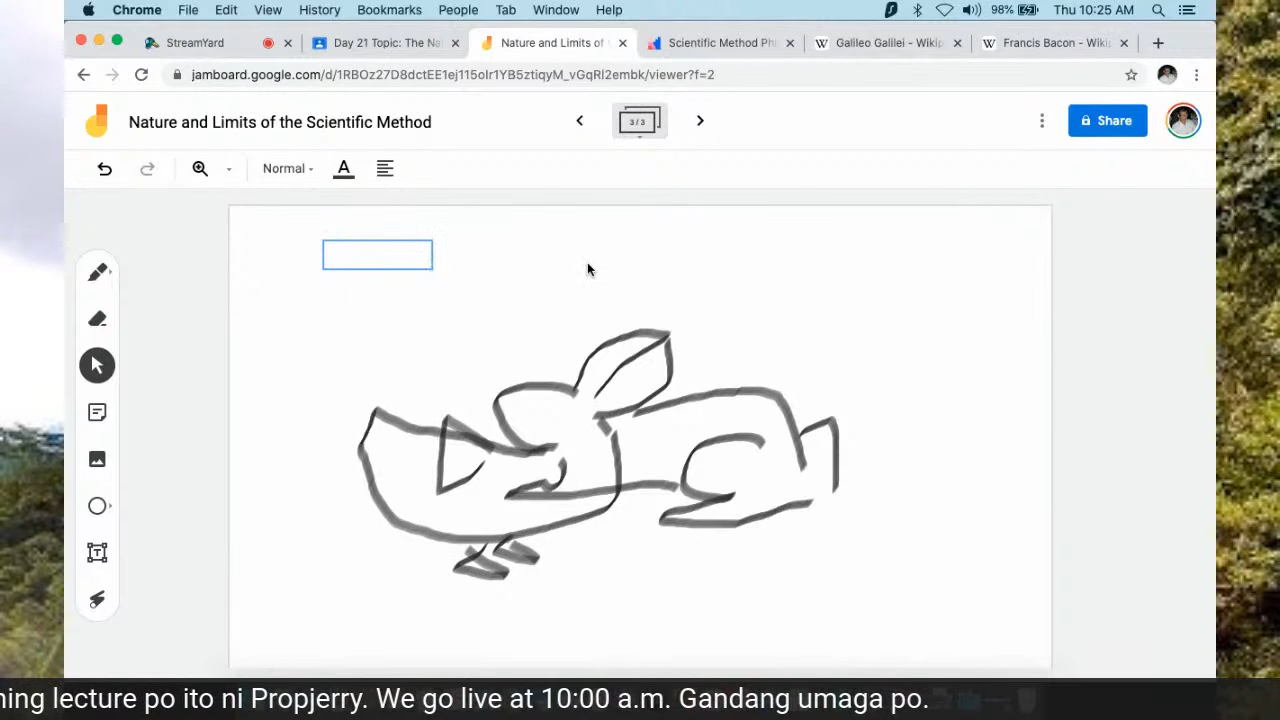 Chrome File Edit View History Bookmarks People Tab Window Help 98% Thu 10:25 AM
StreamYard Day 21 Topic: The Na Nature and Limits of Scientific Method Phi Galileo Galilei - Wikip Francis Bacon - Wiki
jamboard.google.com/d/1RBOz27D8dctEE1ej115oIr1YB5ztiqyM_vGqRl2embk/viewer?f=2
Nature and Limits of the Scientific Method 3 / 3 Share
Normal A
T
ning lecture po ito ni Propjerry. We go live at 10:00 a.m. Gandang umaga po.